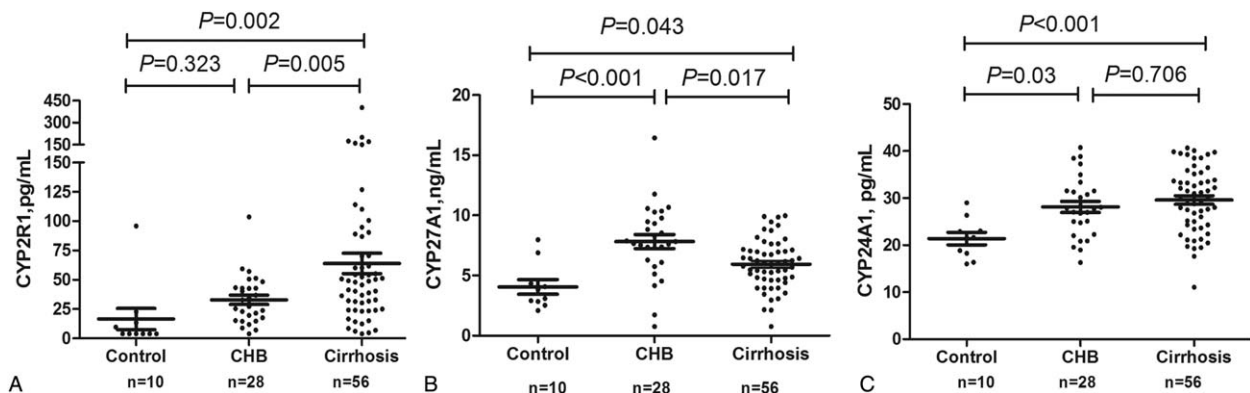 P=0.002
P=0.323
P=0.005
450
300
150
150
125
100
75
50
25
0
CYP2R1,pg/mL
Control
CHB
Cirrhosis
A
n=10
n=28
n=56
P=0.043
P<0.001
P=0.017
20
15
10
5
0
CYP27A1,ng/mL
Control
CHB
Cirrhosis
B
n=10
n=28
n=56
P<0.001
P=0.03
P=0.706
50
40
30
20
10
0
CYP24A1, pg/mL
Control
CHB
Cirrhosis
C
n=10
n=28
n=56